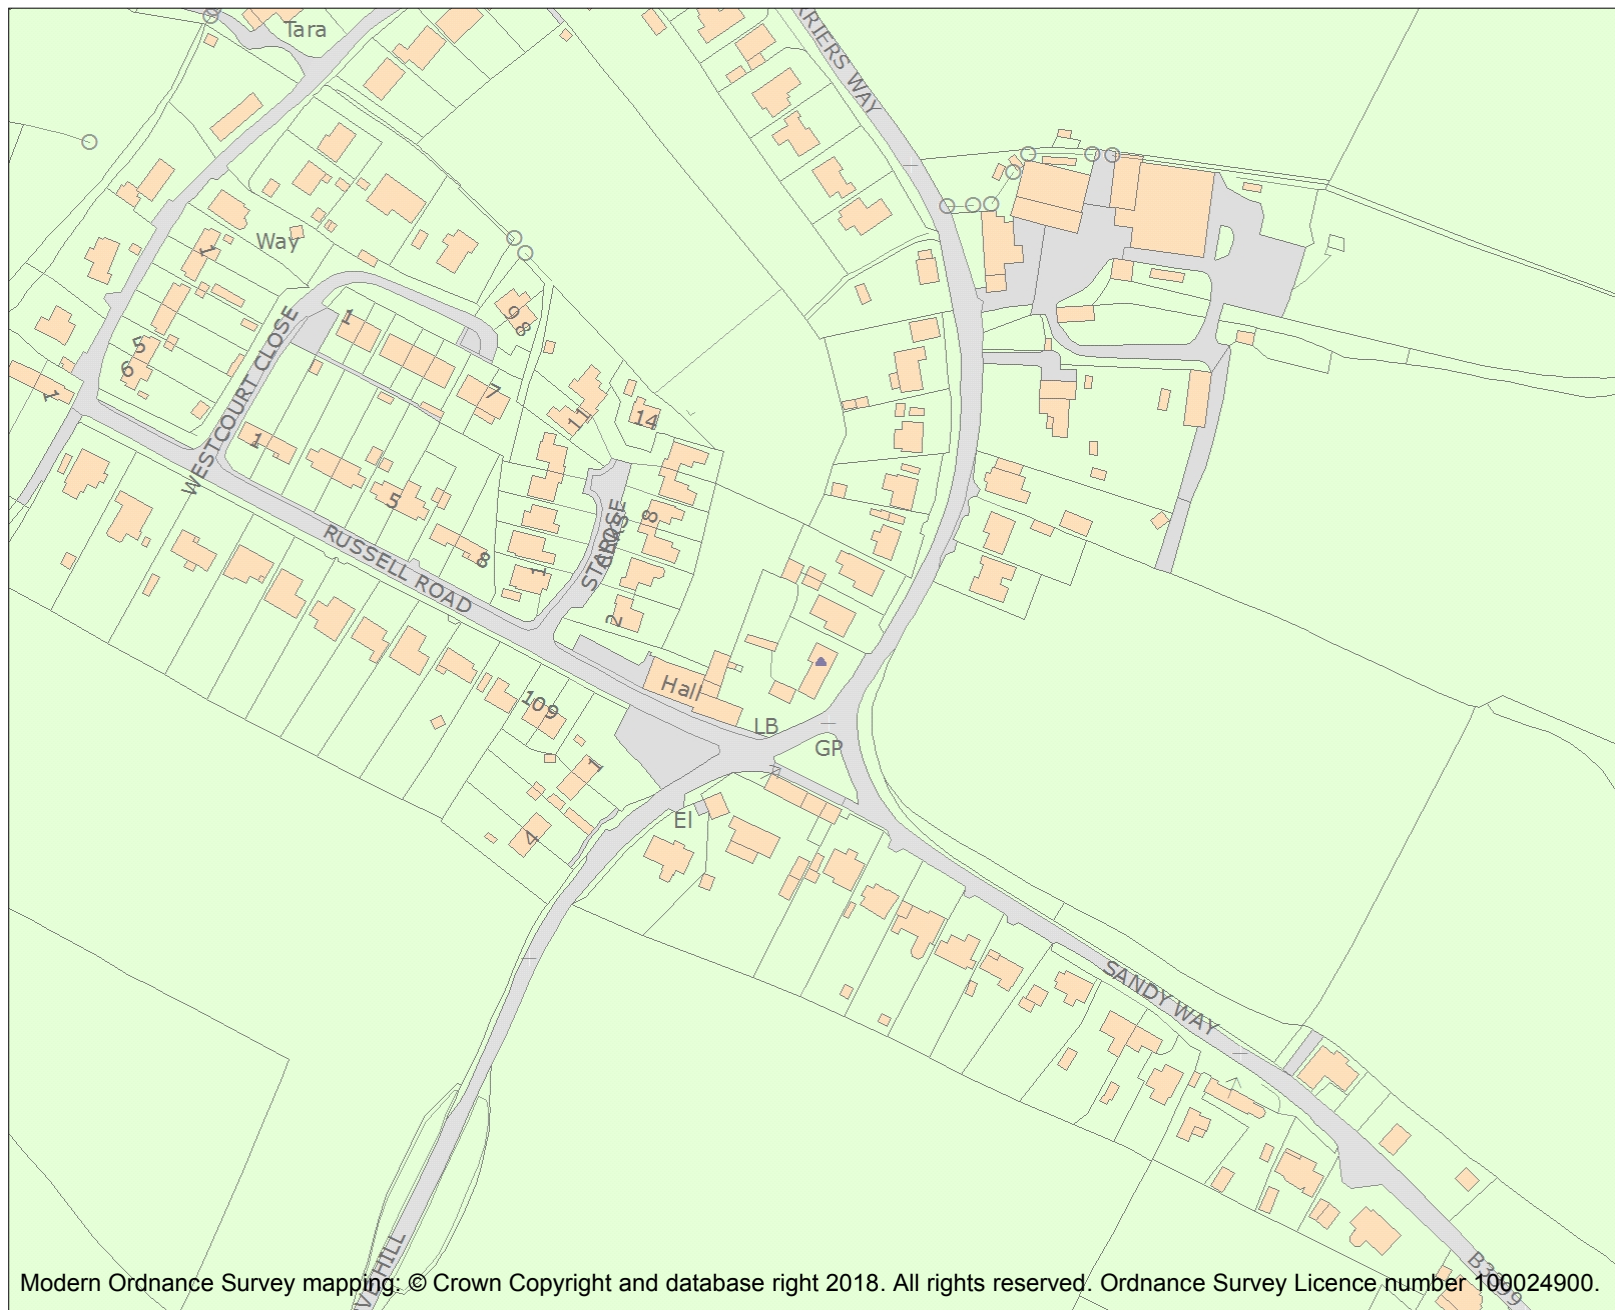 Tara
RRIERS WAY
Way
1
1
9
8
5
6
1
7
WESTCOURT CLOSE
11
14
1
5
8
8
1
2
RUSSELL ROAD
Hall
109
LB
GP
1
El
4
SANDY WAY
VEHILL
Modern Ordnance Survey mapping: © Crown Copyright and database right 2018. All rights reserved. Ordnance Survey Licence number 100024900.